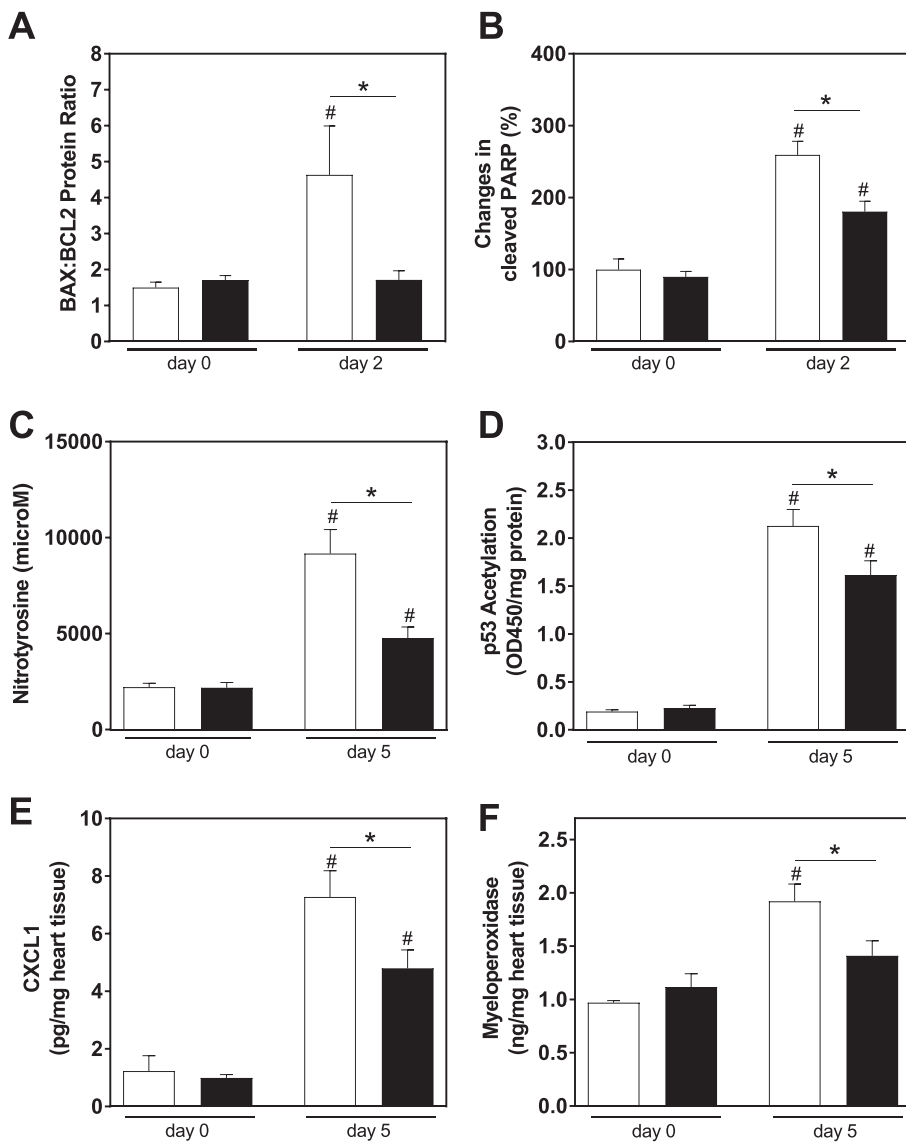 A
BAX:BCL2 Protein Ratio
8
7
6
5
4
3
2
1
0
#
*
day 0
day 2
B
Changes in
cleaved PARP (%)
400
300
200
100
0
#
*
#
day 0
day 2
C
Nitrotyrosine (microM)
15000
10000
5000
0
#
*
#
day 0
day 5
D
p53 Acetylation
(OD450/mg protein)
3.0
2.5
2.0
1.5
1.0
0.5
0.0
#
*
#
day 0
day 5
E
CXCL1
(pg/mg heart tissue)
10
8
6
4
2
0
#
*
#
day 0
day 5
F
Myeloperoxidase
(ng/mg heart tissue)
2.5
2.0
1.5
1.0
0.5
0.0
#
*
day 0
day 5